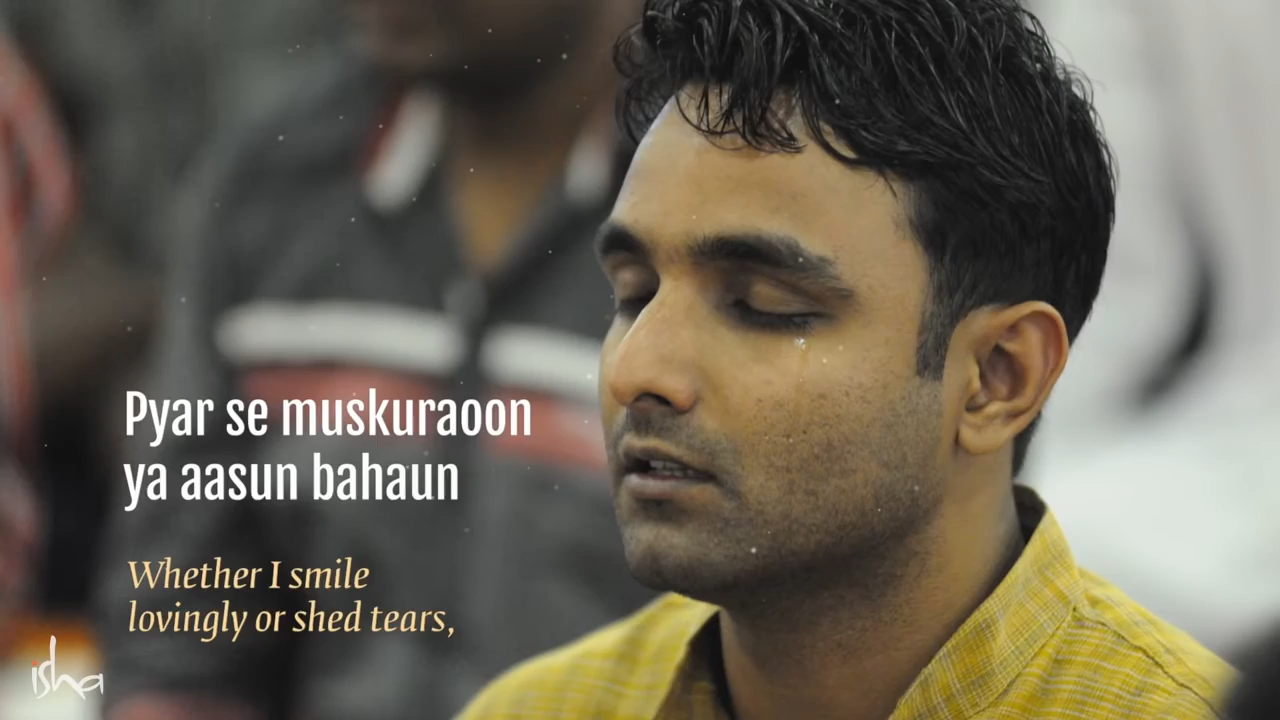 Pyar se muskuraoon
ya aasun bahaun
Whether I smile
lovingly or shed tears,
isha